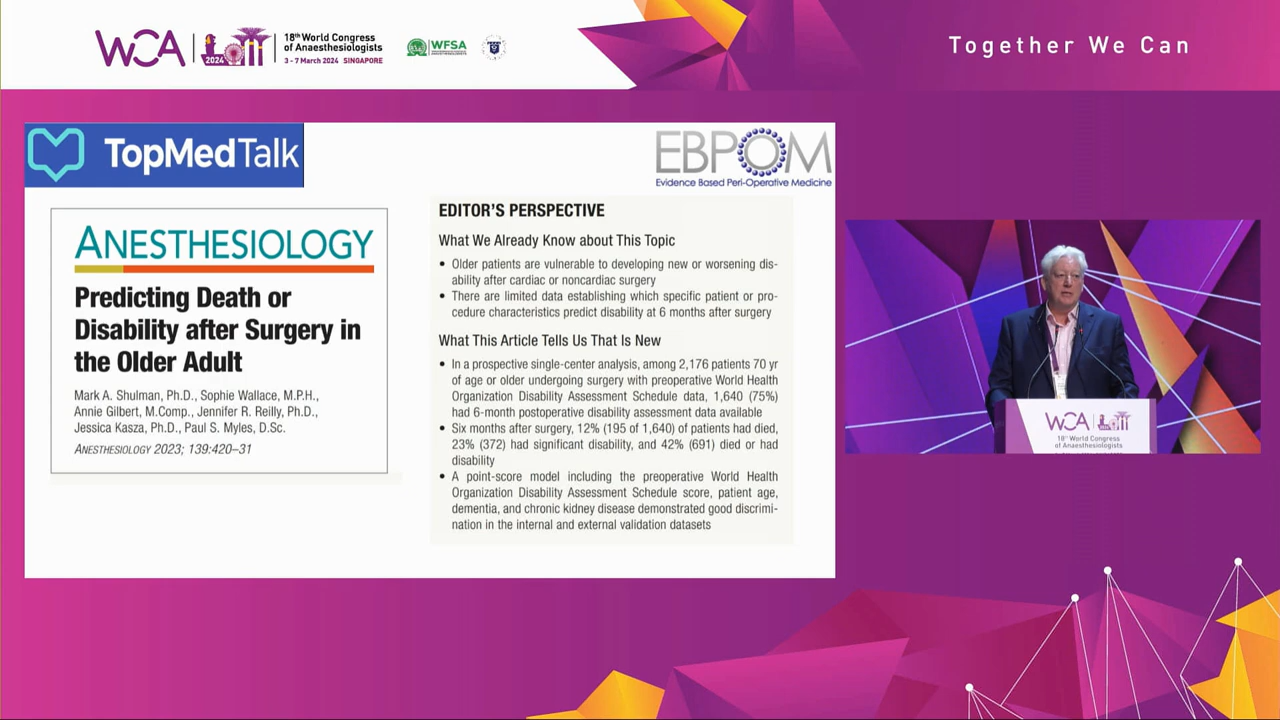 WCA
2024
18th World Congress
of Anaesthesiologists
3 - 7 March 2024 SINGAPORE
WFSA
Together We Can
TopMedTalk
EBPOM
Evidence Based Peri-Operative Medicine
ANESTHESIOLOGY
Predicting Death or
Disability after Surgery in
the Older Adult
Mark A. Shulman, Ph.D., Sophie Wallace, M.P.H.,
Annie Gilbert, M.Comp., Jennifer R. Reilly, Ph.D.,
Jessica Kasza, Ph.D., Paul S. Myles, D.Sc.
ANESTHESIOLOGY 2023; 139:420–31
EDITOR'S PERSPECTIVE
What We Already Know about This Topic
• Older patients are vulnerable to developing new or worsening dis-
ability after cardiac or noncardiac surgery
• There are limited data establishing which specific patient or pro-
cedure characteristics predict disability at 6 months after surgery
What This Article Tells Us That Is New
• In a prospective single-center analysis, among 2,176 patients 70 yr
of age or older undergoing surgery with preoperative World Health
Organization Disability Assessment Schedule data, 1,640 (75%)
had 6-month postoperative disability assessment data available
• Six months after surgery, 12% (195 of 1,640) of patients had died,
23% (372) had significant disability, and 42% (691) died or had
disability
• A point-score model including the preoperative World Health
Organization Disability Assessment Schedule score, patient age,
dementia, and chronic kidney disease demonstrated good discrimi-
nation in the internal and external validation datasets
WCA
18th World Congress
of Anaesthesiologists